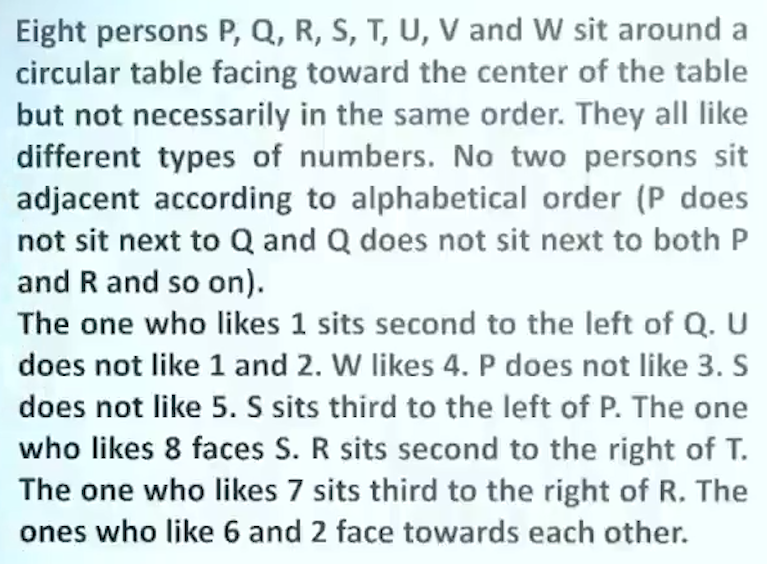 Eight persons P, Q, R, S, T, U, V and W sit around a
circular table facing toward the center of the table
but not necessarily in the same order. They all like
different types of numbers. No two persons sit
adjacent according to alphabetical order (P does
not sit next to Q and Q does not sit next to both P
and R and so on).
The one who likes 1 sits second to the left of Q. U
does not like 1 and 2. W likes 4. P does not like 3. S
does not like 5. S sits third to the left of P. The one
who likes 8 faces S. R sits second to the right of T.
The one who likes 7 sits third to the right of R. The
ones who like 6 and 2 face towards each other.